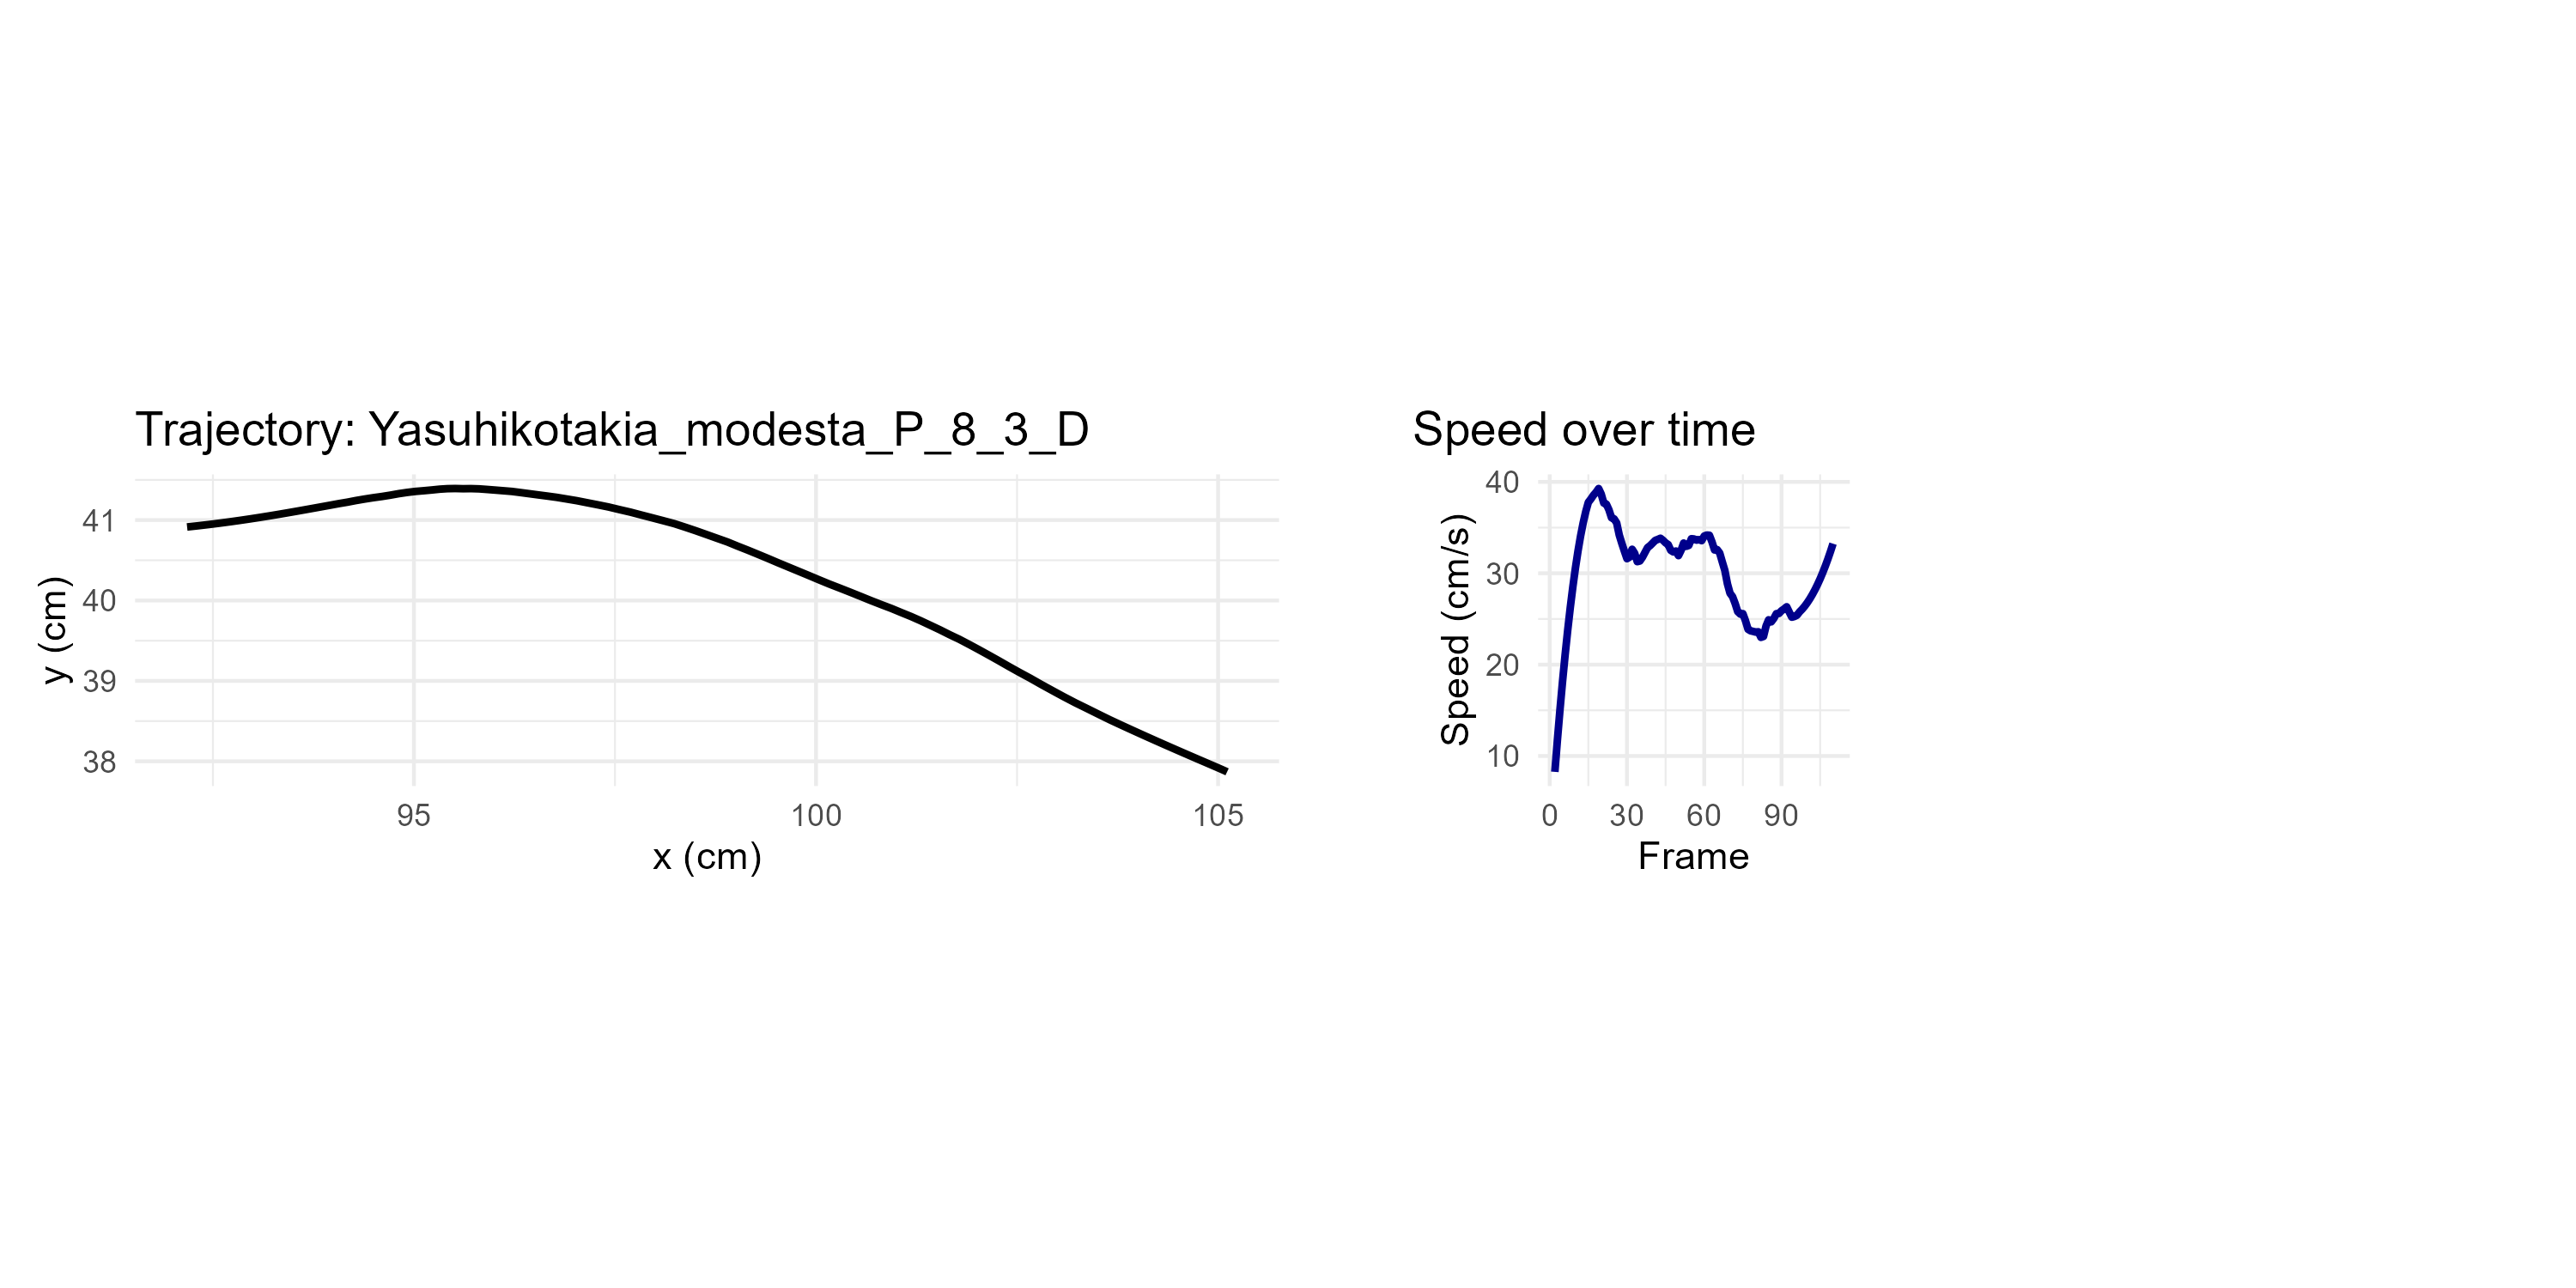 Trajectory: Yasuhikotakia_modesta_P_8_3_D
41
40
39
38
y (cm)
95 100 105
x (cm)
Speed over time
40
30
20
10
Speed (cm/s)
0 30 60 90
Frame